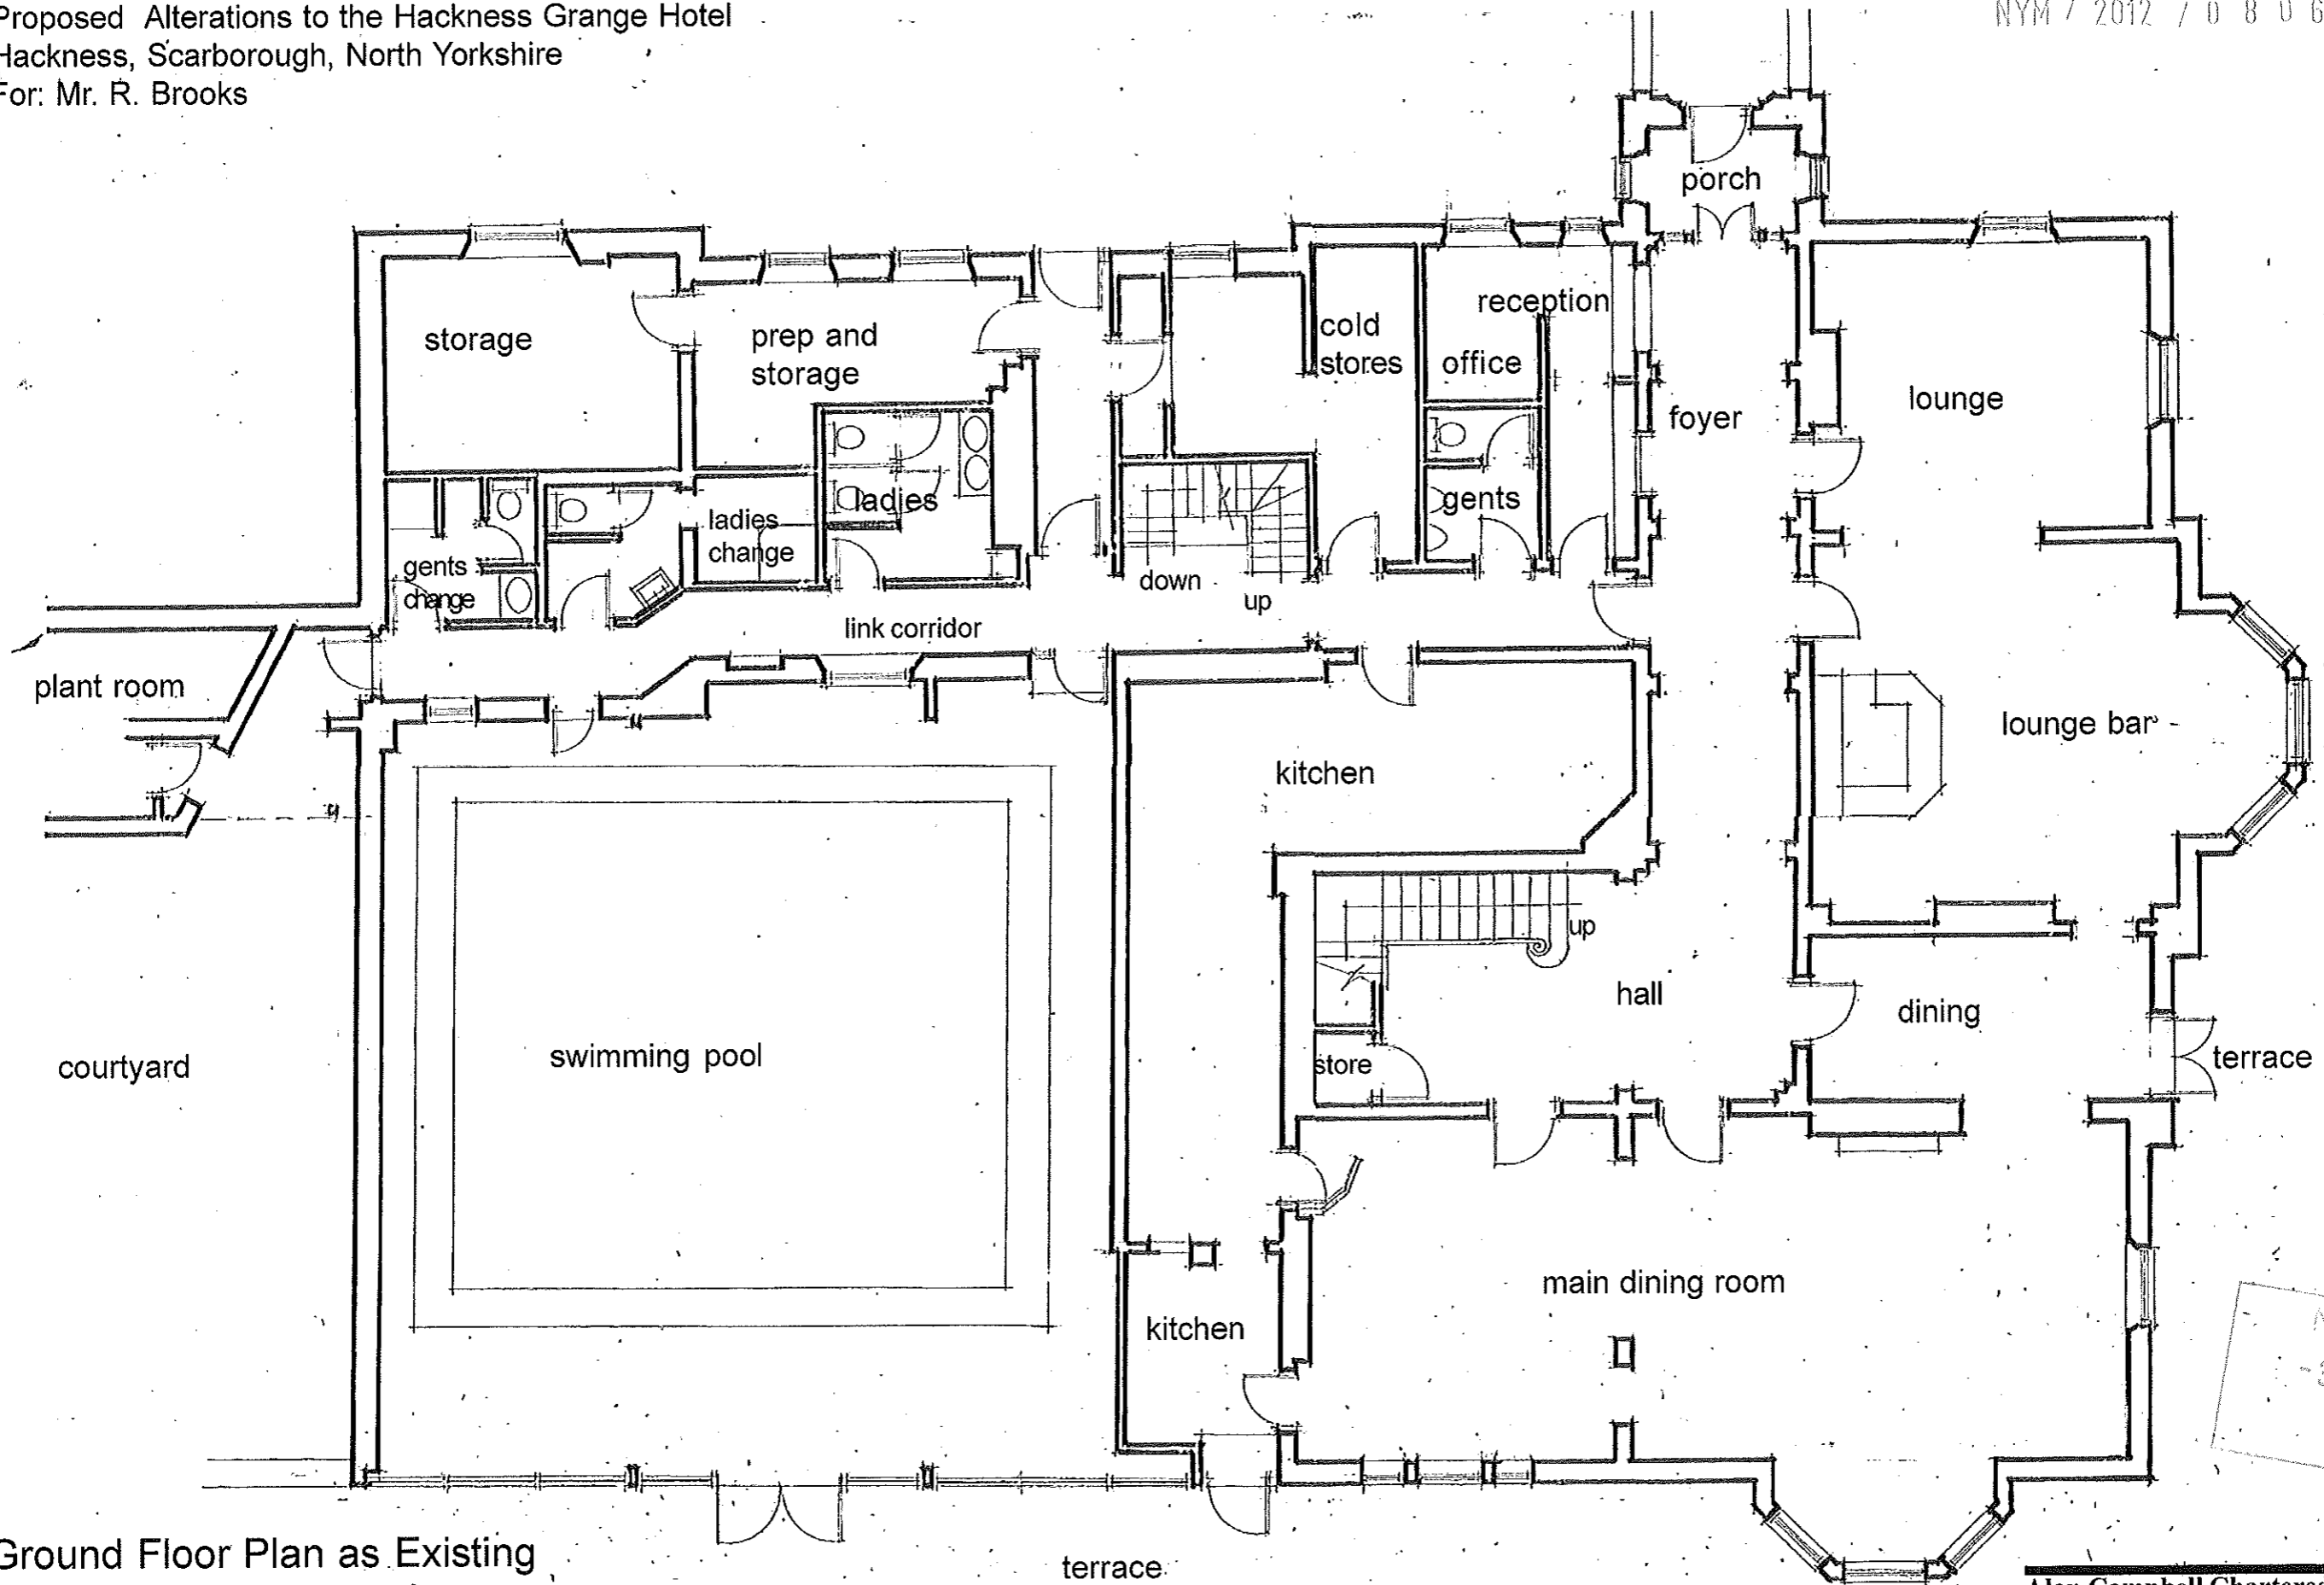 Proposed Alterations to the Hackness Grange Hotel
Hackness, Scarborough, North Yorkshire
For: Mr. R. Brooks
NYM / 2012 / 0 8 0 6
porch
storage
prep and
storage
cold
stores
reception
office
foyer
lounge
ladies
gents
ladies
change
gents
change
down
up
link corridor
plant room
lounge bar
kitchen
up
hall
dining
store
terrace
courtyard
swimming pool
main dining room
kitchen
Ground Floor Plan as Existing
terrace